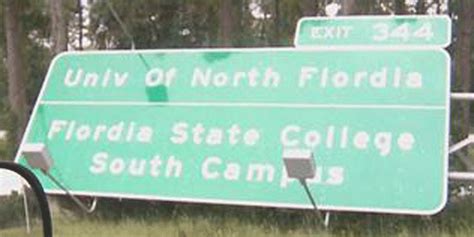 EXIT 344
Univ Of North Flordia
Flordia State College
South Campus